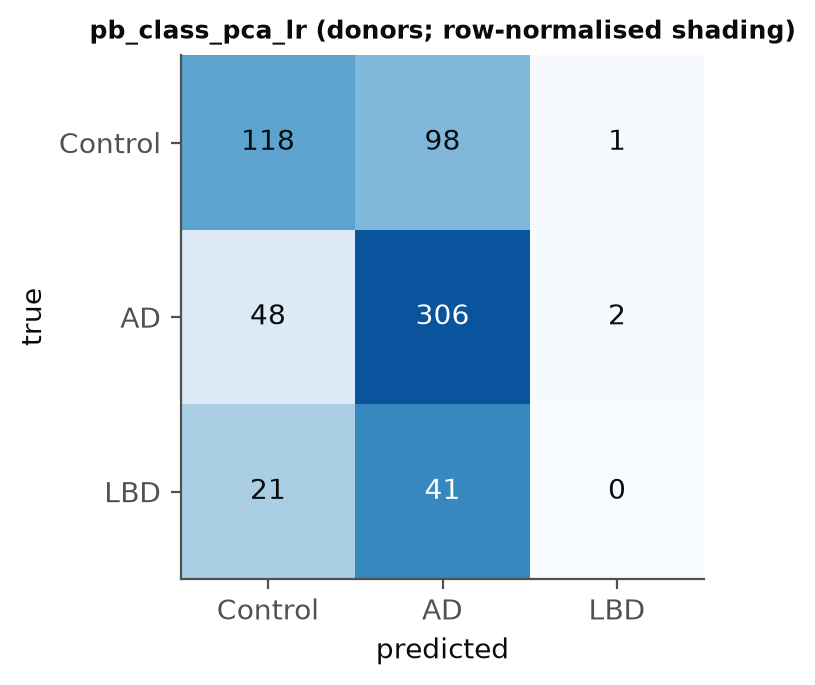 pb_class_pca_lr (donors; row-normalised shading)
Control 118 98 1
true
AD 48 306 2
LBD 21 41 0
Control AD LBD
predicted